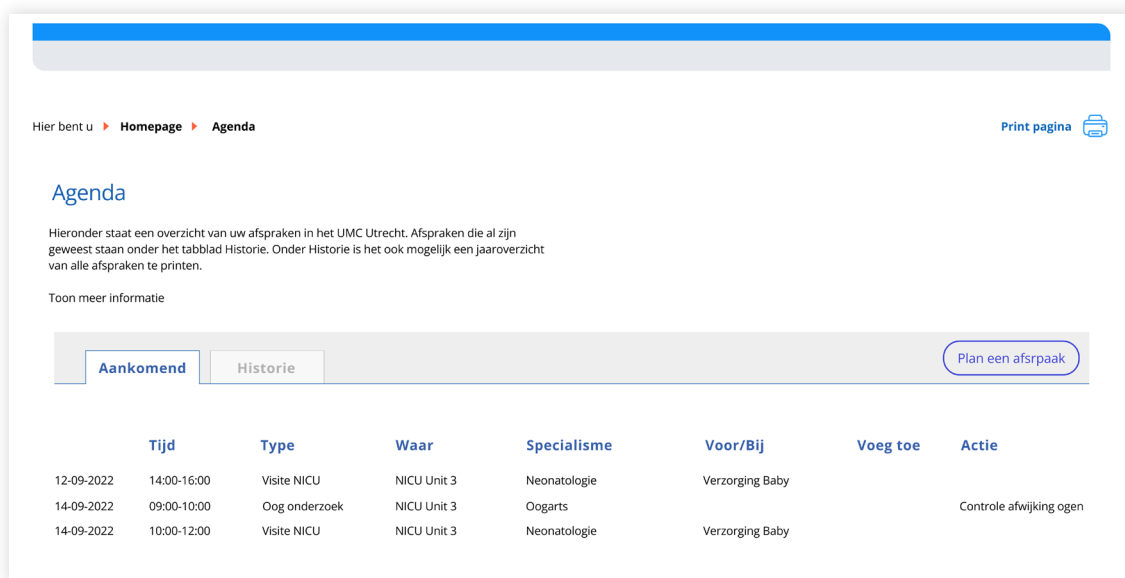 Hier bent u Homepage Agenda Print pagina
Agenda
Hieronder staat een overzicht van uw afspraken in het UMC Utrecht. Afspraken die al zijn
geweest staan onder het tabblad Historie. Onder Historie is het ook mogelijk een jaaroverzicht
van alle afspraken te printen.
Toon meer informatie
Aankomend Historie Plan een afsrpaak
Tijd Type Waar Specialisme Voor/Bij Voeg toe Actie
12-09-2022 14:00-16:00 Visite NICU NICU Unit 3 Neonatologie Verzorging Baby
14-09-2022 09:00-10:00 Oog onderzoek NICU Unit 3 Oogarts Controle afwijking ogen
14-09-2022 10:00-12:00 Visite NICU NICU Unit 3 Neonatologie Verzorging Baby